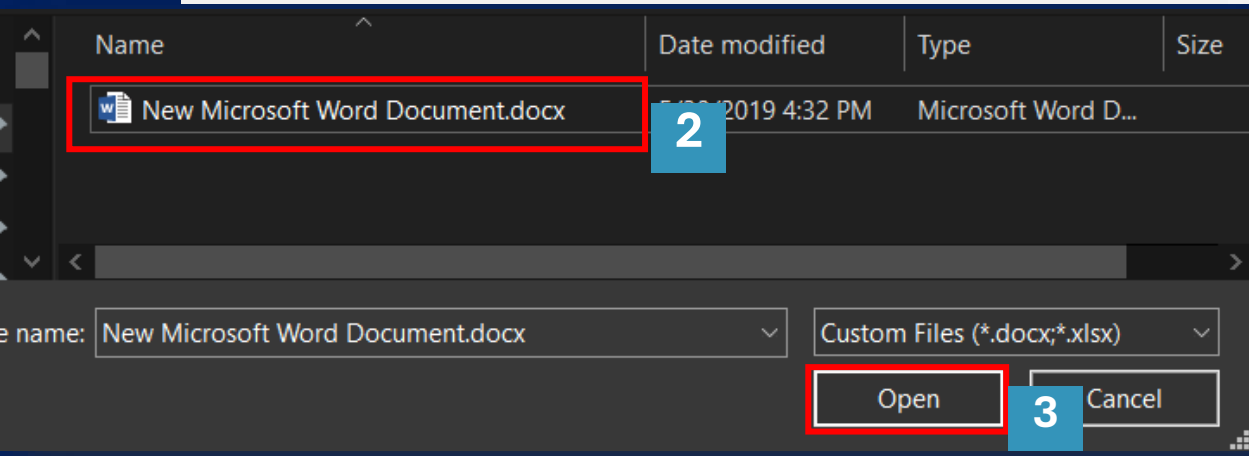 Name Date modified Type Size
New Microsoft Word Document.docx 2019 4:32 PM Microsoft Word D...
2
name: New Microsoft Word Document.docx Custom Files (*.docx;*.xlsx)
Open Cancel
3